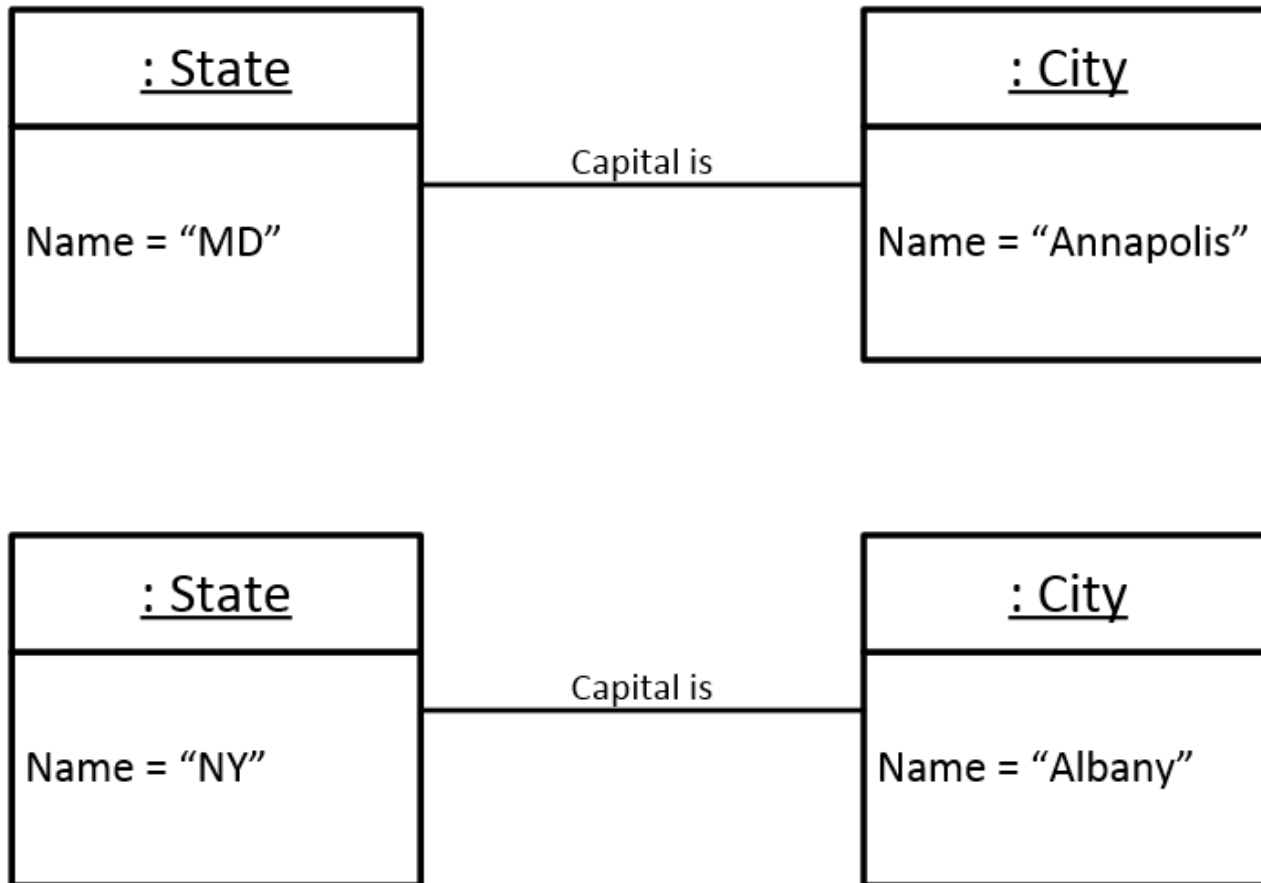 : State
: City
Capital is
Name = “MD”
Name = “Annapolis”
: State
: City
Capital is
Name = “NY”
Name = “Albany”